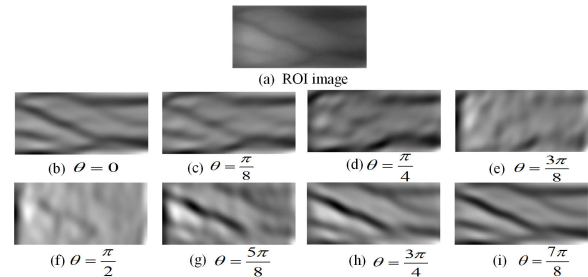 (a) ROI image
(b) θ = 0
(c) θ = π/8
(d) θ = π/4
(e) θ = 3π/8
(f) θ = π/2
(g) θ = 5π/8
(h) θ = 3π/4
(i) θ = 7π/8